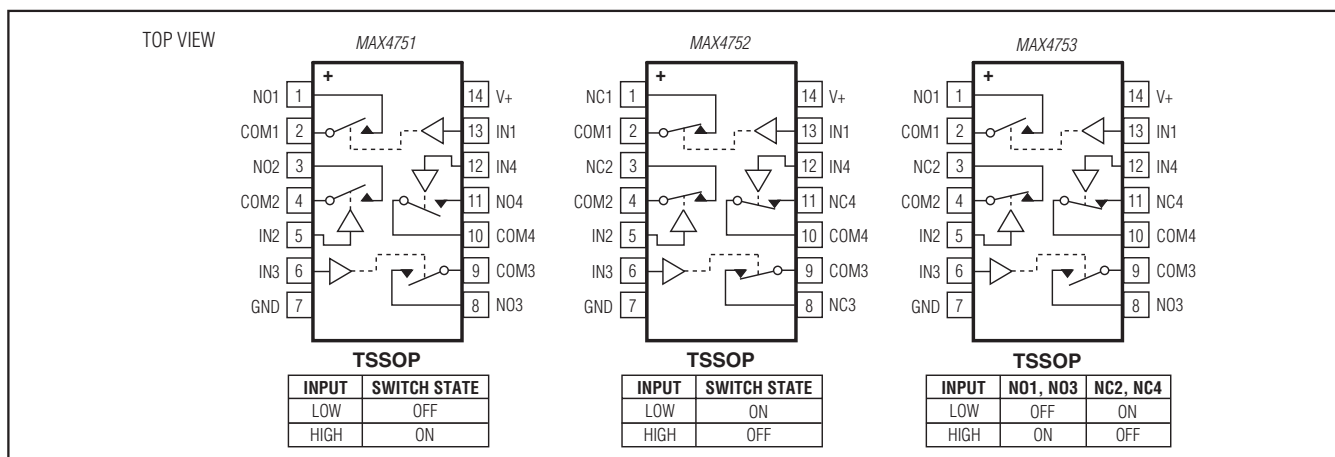 TOP VIEW
MAX4751
+
NO1 1 14 V+
COM1 2 13 IN1
NO2 3 12 IN4
COM2 4 11 NO4
IN2 5 10 COM4
IN3 6 9 COM3
GND 7 8 NO3
TSSOP
INPUT SWITCH STATE
LOW OFF
HIGH ON
MAX4752
+
NC1 1 14 V+
COM1 2 13 IN1
NC2 3 12 IN4
COM2 4 11 NC4
IN2 5 10 COM4
IN3 6 9 COM3
GND 7 8 NC3
TSSOP
INPUT SWITCH STATE
LOW ON
HIGH OFF
MAX4753
+
NO1 1 14 V+
COM1 2 13 IN1
NC2 3 12 IN4
COM2 4 11 NC4
IN2 5 10 COM4
IN3 6 9 COM3
GND 7 8 NO3
TSSOP
INPUT NO1, NO3 NC2, NC4
LOW OFF ON
HIGH ON OFF